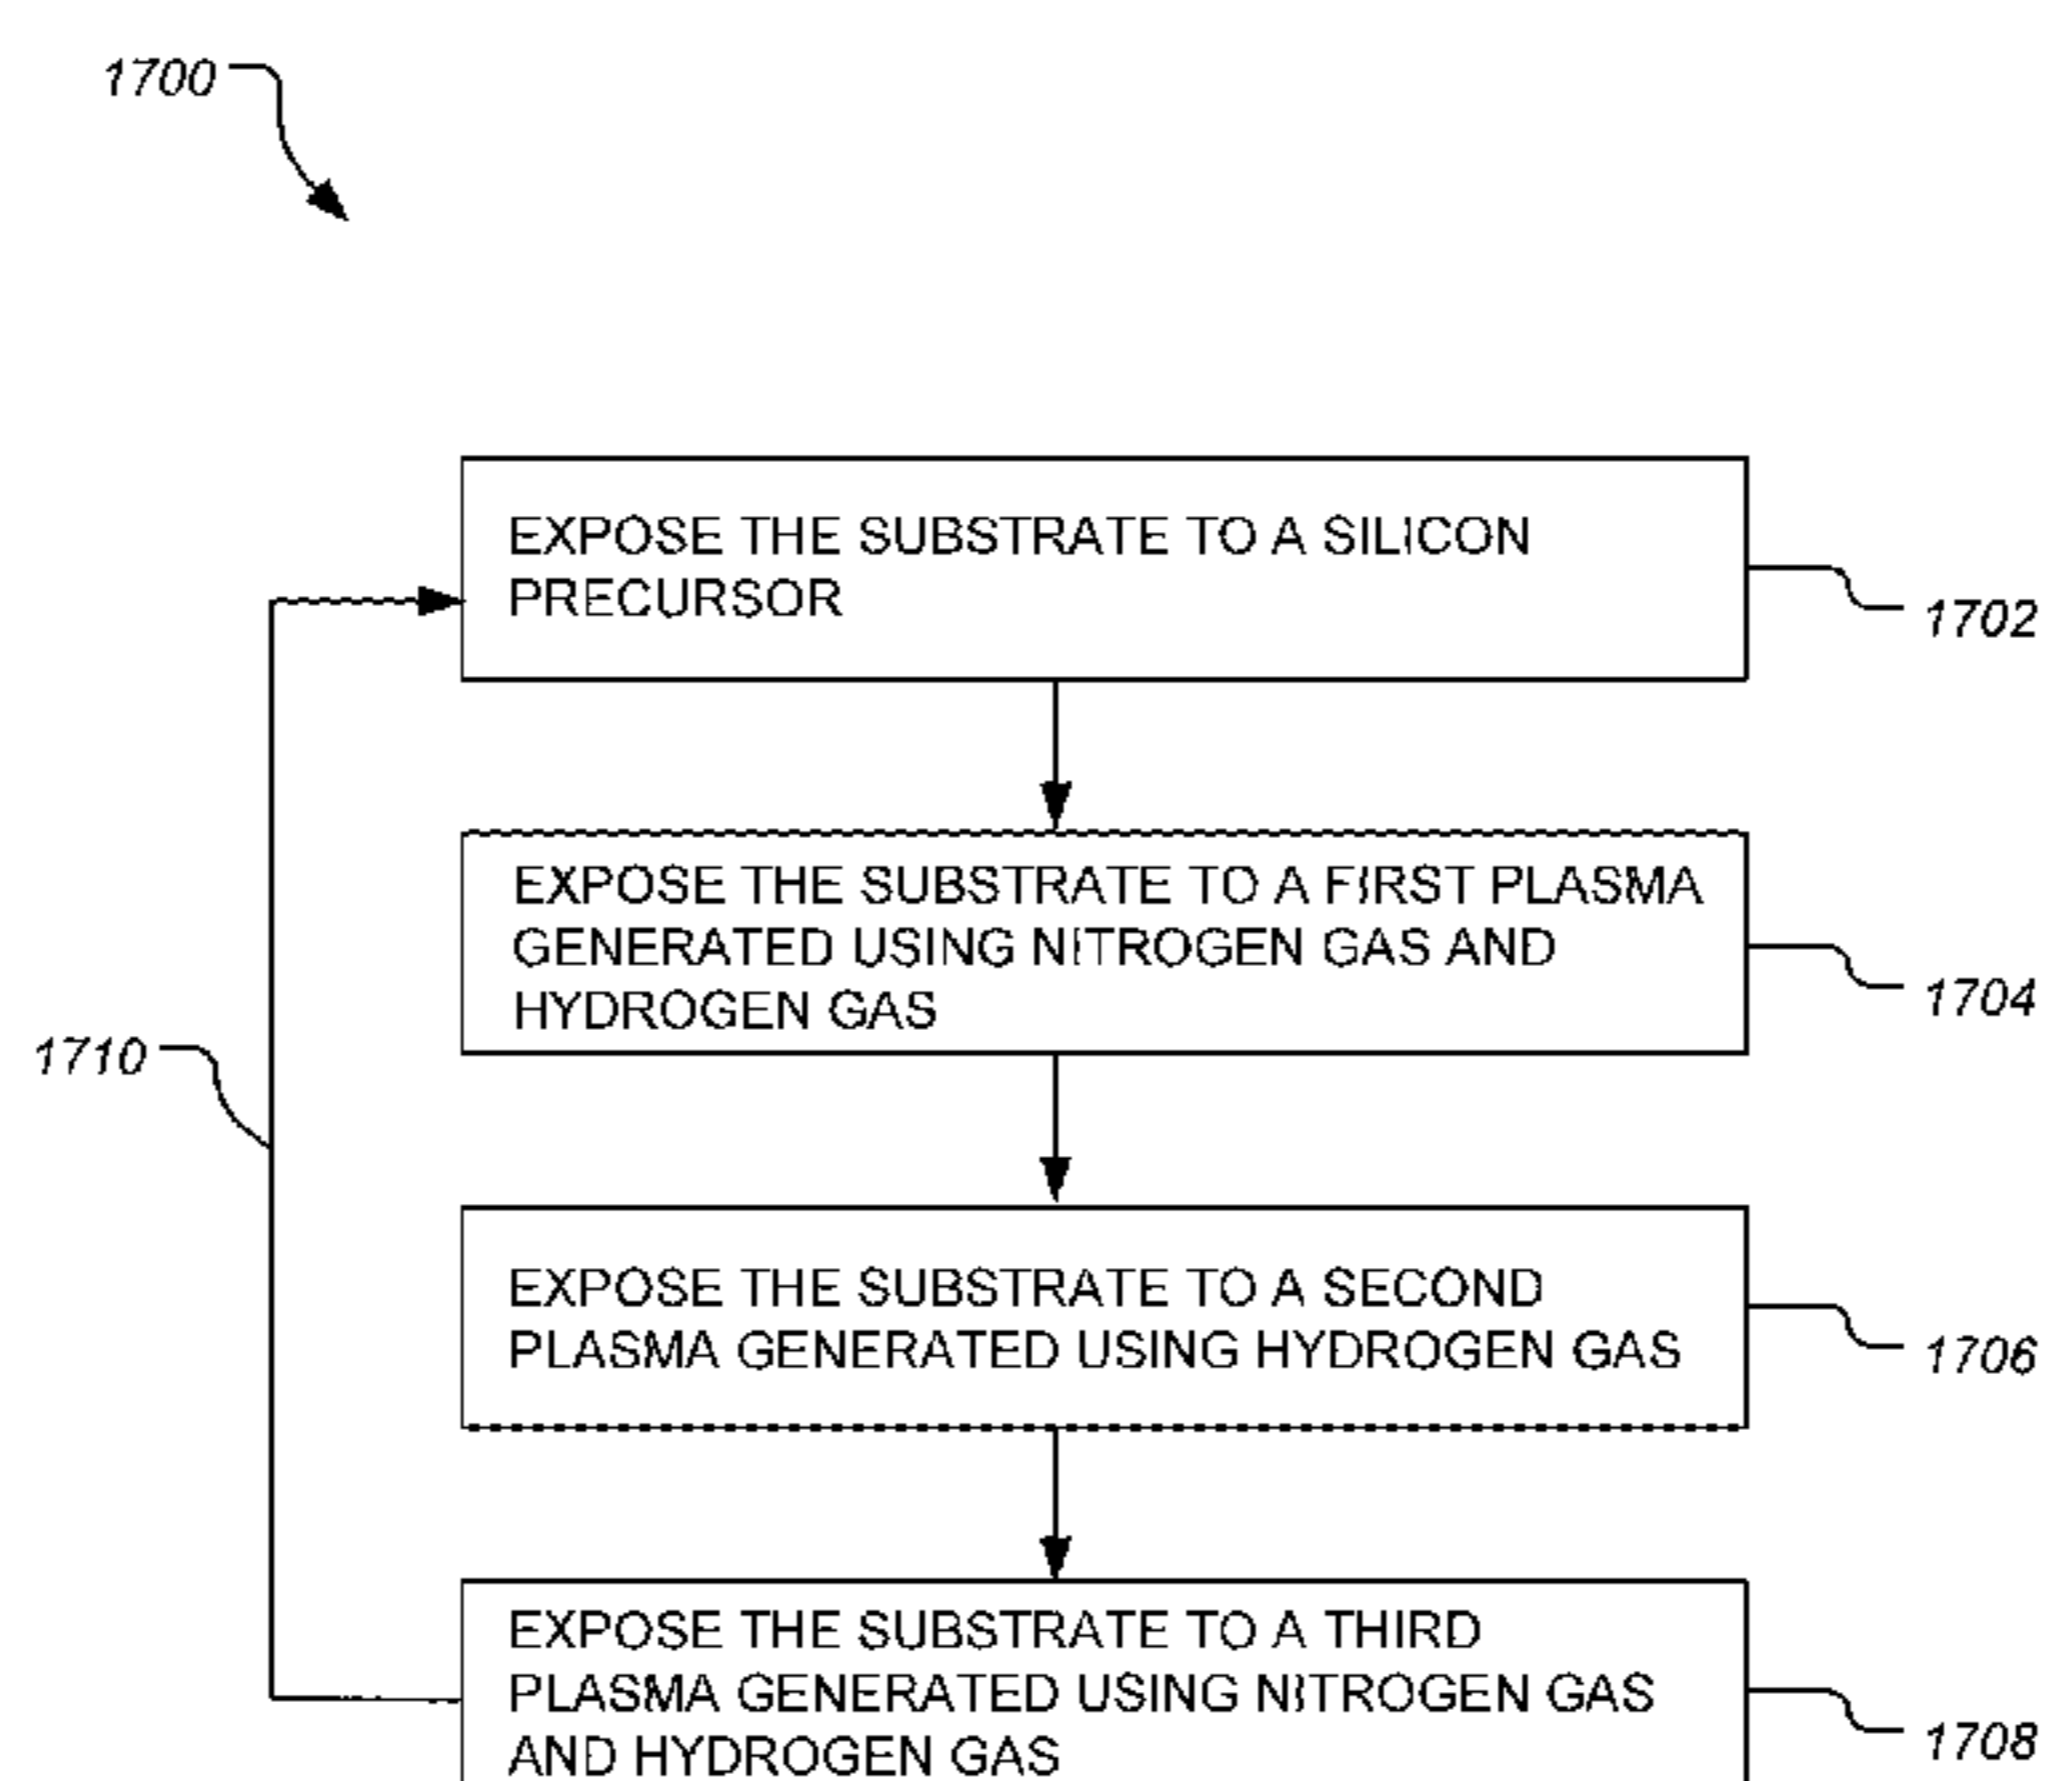 1700
EXPOSE THE SUBSTRATE TO A SILICON
PRECURSOR
1702
EXPOSE THE SUBSTRATE TO A FIRST PLASMA
GENERATED USING NITROGEN GAS AND
HYDROGEN GAS
1704
1710
EXPOSE THE SUBSTRATE TO A SECOND
PLASMA GENERATED USING HYDROGEN GAS
1706
EXPOSE THE SUBSTRATE TO A THIRD
PLASMA GENERATED USING NITROGEN GAS
AND HYDROGEN GAS
1708